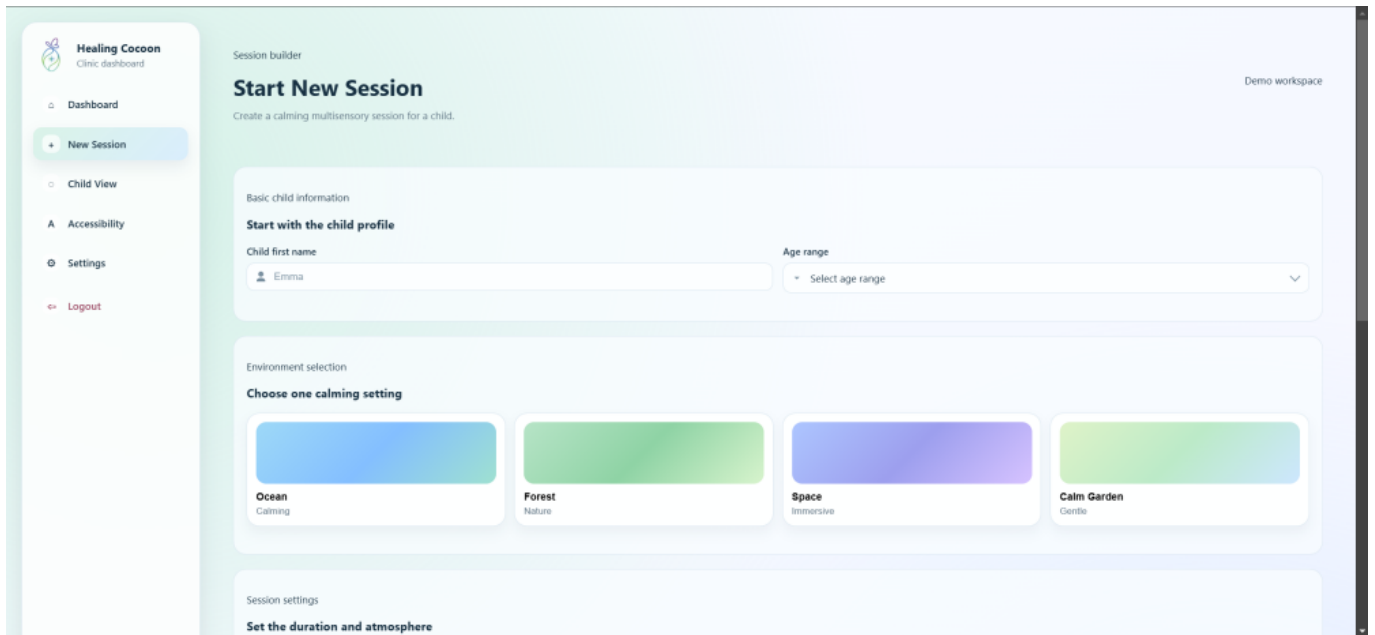 Healing Cocoon
Clinic dashboard
Dashboard
+ New Session
Child View
A Accessibility
Settings
Logout
Session builder
Start New Session
Create a calming multisensory session for a child.
Demo workspace
Basic child information
Start with the child profile
Child first name
Emma
Age range
Select age range
Environment selection
Choose one calming setting
Ocean
Calming
Forest
Nature
Space
Immersive
Calm Garden
Gentle
Session settings
Set the duration and atmosphere